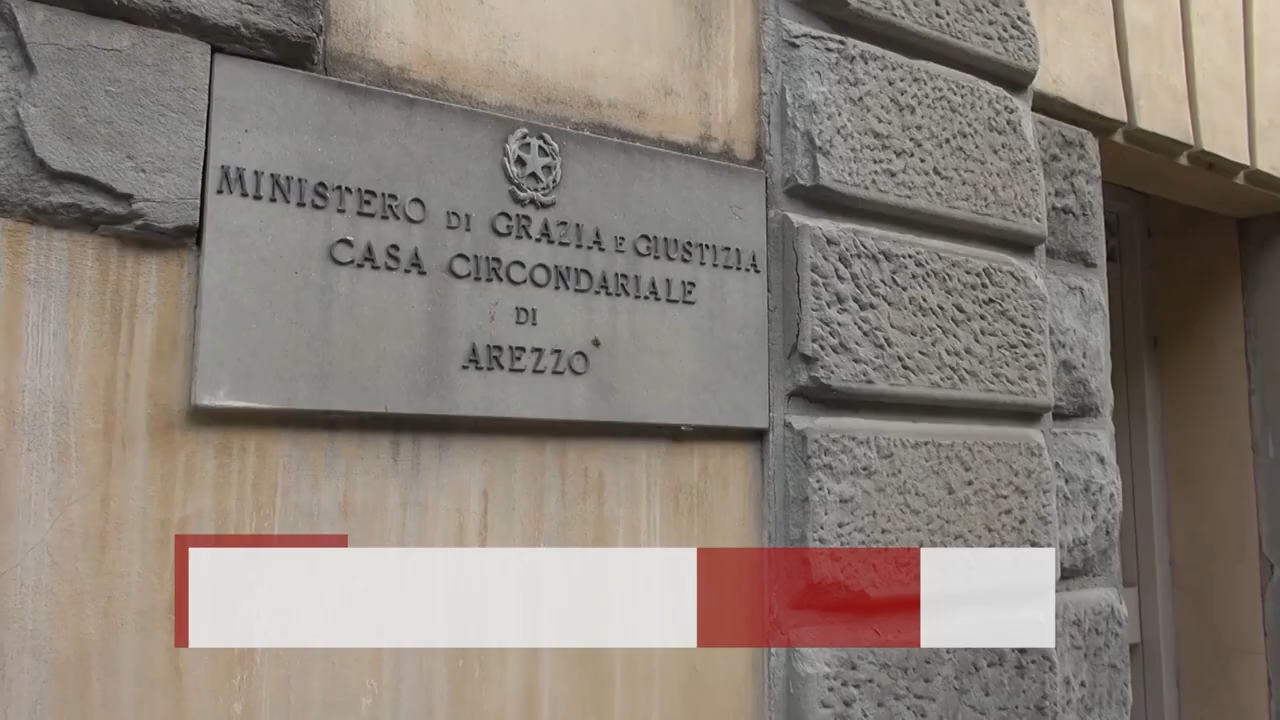 MINISTERO DI GRAZIA E GIUSTIZIA
CASA CIRCONDARIALE
DI
AREZZO